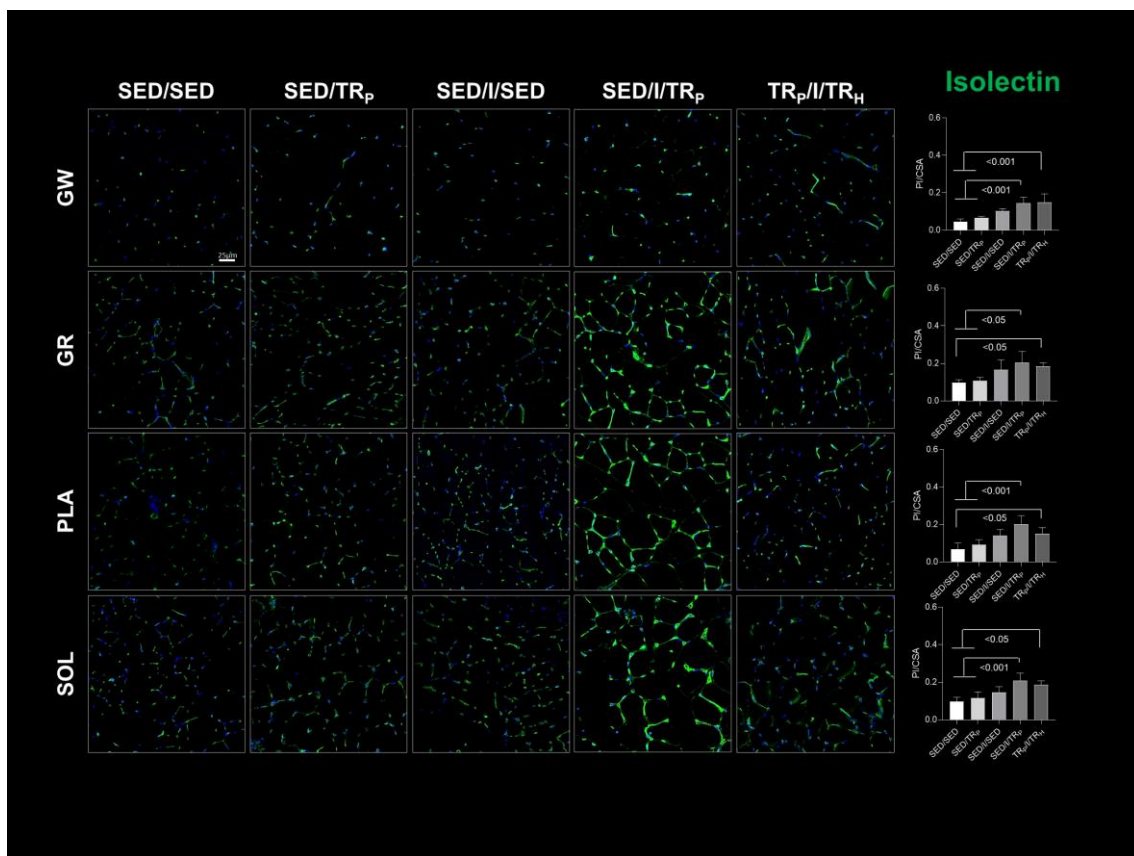 SED/SED SED/TRP SED/I/SED SED/I/TRP TRP/I/TRH Isolectin
GW
25µm
PI/CSA
0.6
0.4
0.2
0.0
<0.001
<0.001
SED/SED
SED/TRP
SED/I/SED
SED/I/TRP
TRP/I/TRH
GR
PI/CSA
0.6
0.4
0.2
0.0
<0.05
<0.05
SED/SED
SED/TRP
SED/I/SED
SED/I/TRP
TRP/I/TRH
PLA
PI/CSA
0.6
0.4
0.2
0.0
<0.001
<0.05
SED/SED
SED/TRP
SED/I/SED
SED/I/TRP
TRP/I/TRH
SOL
PI/CSA
0.6
0.4
0.2
0.0
<0.05
<0.001
SED/SED
SED/TRP
SED/I/SED
SED/I/TRP
TRP/I/TRH